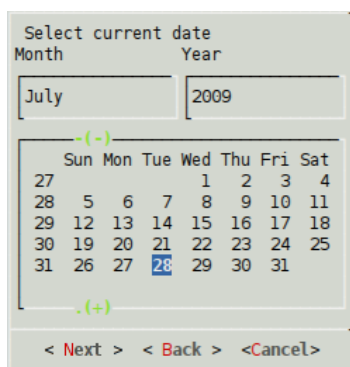 Select current date
Month Year
July 2009
-(-)
Sun Mon Tue Wed Thu Fri Sat
27 1 2 3 4
28 5 6 7 8 9 10 11
29 12 13 14 15 16 17 18
30 19 20 21 22 23 24 25
31 26 27 28 29 30 31
.(+)
< Next > < Back > <Cancel>